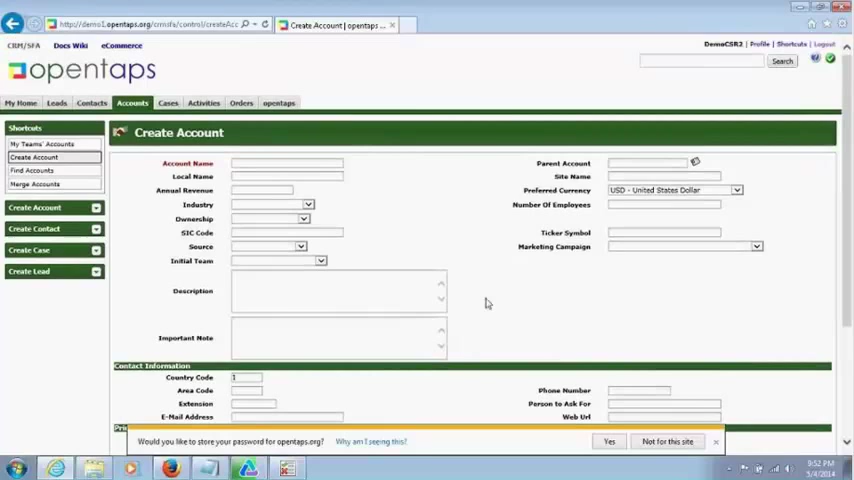 http://demo1.opentaps.org/crmsfa/control/createAcc
Create Account | opentaps ...
CRM/SFA Docs Wiki eCommerce
DemoCSR2 | Profile | Shortcuts | Logout
opentaps
Search
My Home Leads Contacts Accounts Cases Activities Orders opentaps
Shortcuts
My Teams' Accounts
Create Account
Find Accounts
Merge Accounts
Create Account
Create Contact
Create Case
Create Lead
Create Account
Account Name Parent Account
Local Name Site Name
Annual Revenue Preferred Currency USD - United States Dollar
Industry Number Of Employees
Ownership
SIC Code Ticker Symbol
Source Marketing Campaign
Initial Team
Description
Important Note
Contact Information
Country Code 1
Area Code Phone Number
Extension Person to Ask For
E-Mail Address Web Url
Would you like to store your password for opentaps.org? Why am I seeing this? Yes Not for this site
9:52 PM
5/4/2014